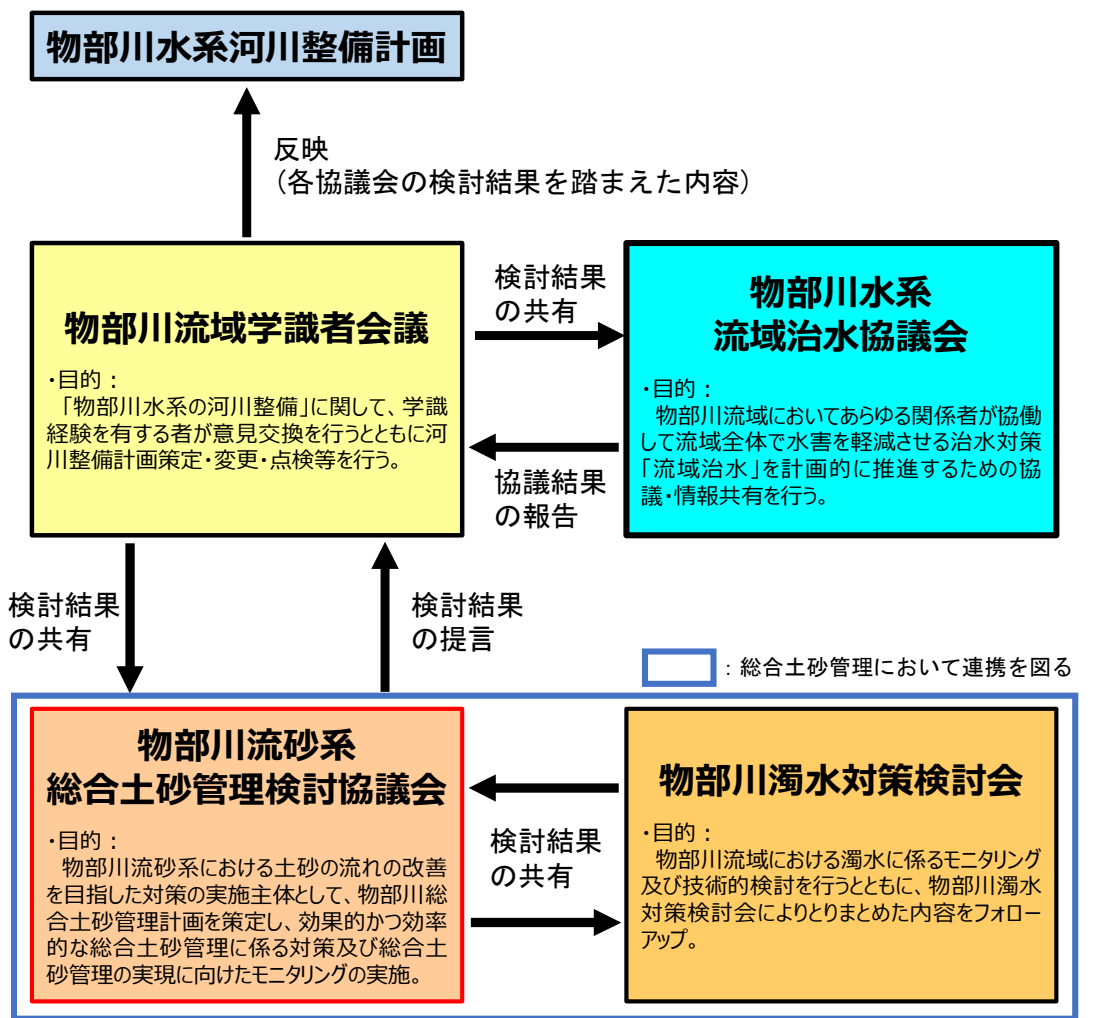 物部川水系河川整備計画
反映
（各協議会の検討結果を踏まえた内容）
物部川流域学識者会議
・目的：
「物部川水系の河川整備」に関して、学識
経験を有する者が意見交換を行うとともに河
川整備計画策定・変更・点検等を行う。
検討結果
の共有
協議結果
の報告
物部川水系
流域治水協議会
・目的：
物部川流域においてあらゆる関係者が協働
して流域全体で水害を軽減させる治水対策
「流域治水」を計画的に推進するための協
議・情報共有を行う。
検討結果
の共有
検討結果
の提言
：総合土砂管理において連携を図る
物部川流砂系
総合土砂管理検討協議会
・目的：
物部川流砂系における土砂の流れの改善
を目指した対策の実施主体として、物部川総
合土砂管理計画を策定し、効果的かつ効率
的な総合土砂管理に係る対策及び総合土
砂管理の実現に向けたモニタリングの実施。
検討結果
の共有
物部川濁水対策検討会
・目的：
物部川流域における濁水に係るモニタリング
及び技術的検討を行うとともに、物部川濁水
対策検討会によりとりまとめた内容をフォロー
アップ。